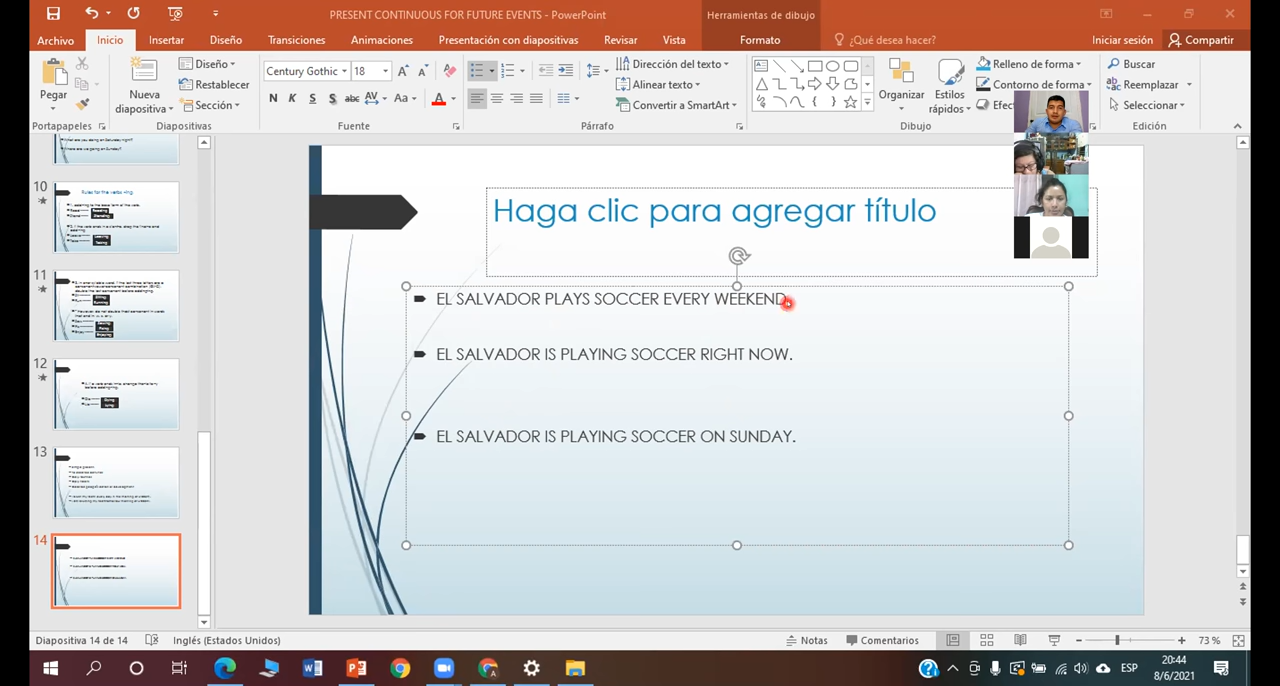 PRESENT CONTINUOUS FOR FUTURE EVENTS - PowerPoint
Herramientas de dibujo
Archivo Inicio Insertar Diseño Transiciones Animaciones Presentación con diapositivas Revisar Vista Formato ¿Qué desea hacer? Iniciar sesión Compartir
Pegar
Nueva diapositiva
Diseño
Restablecer
Sección
Century Gothic 18
N K S S abc AV Aa A
Dirección del texto
Alinear texto
Convertir a SmartArt
Organizar
Estilos rápidos
Relleno de forma
Contorno de forma
Buscar
Reemplazar
Seleccionar
Portapapeles Diapositivas Fuente Párrafo Dibujo Edición
10
Rules for the verbs +ing.
11
12
13
14
Haga clic para agregar título
EL SALVADOR PLAYS SOCCER EVERY WEEKEND.
EL SALVADOR IS PLAYING SOCCER RIGHT NOW.
EL SALVADOR IS PLAYING SOCCER ON SUNDAY.
Diapositiva 14 de 14 Inglés (Estados Unidos) Notas Comentarios 73 %
ESP
20:44
8/6/2021